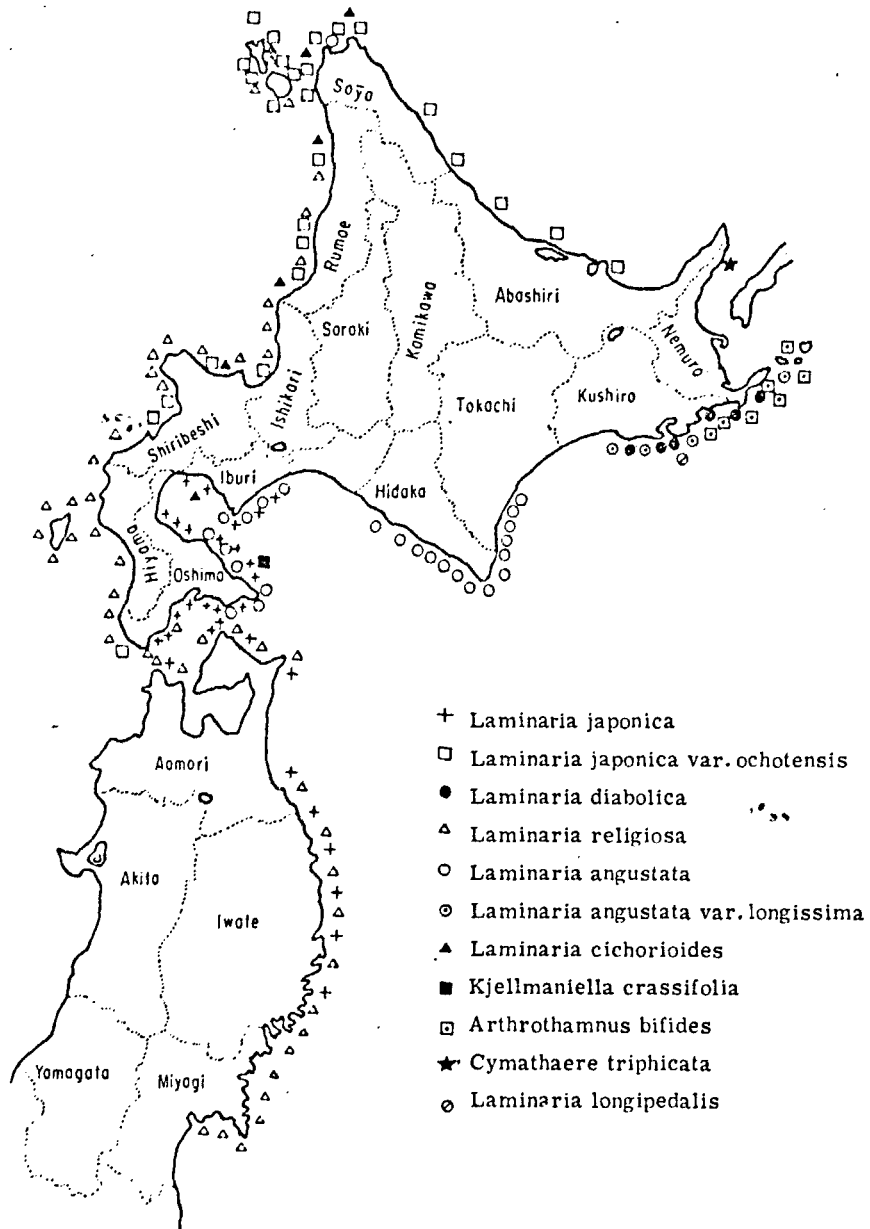 Soya
Rumoe
Soraki
Kamikawa
Abashiri
Nemuro
Ishikari
Tokachi
Kushiro
Shiribeshi
Iburi
Hidaka
Hiyama
Oshima
Aomori
Akita
Iwate
Yamagata
Miyagi
Laminaria japonica
Laminaria japonica var. ochotensis
Laminaria diabolica
Laminaria religiosa
Laminaria angustata
Laminaria angustata var. longissima
Laminaria cichorioides
Kjellmaniella crassifolia
Arthrothamnus bifides
Cymathaere triphicata
Laminaria longipedalis